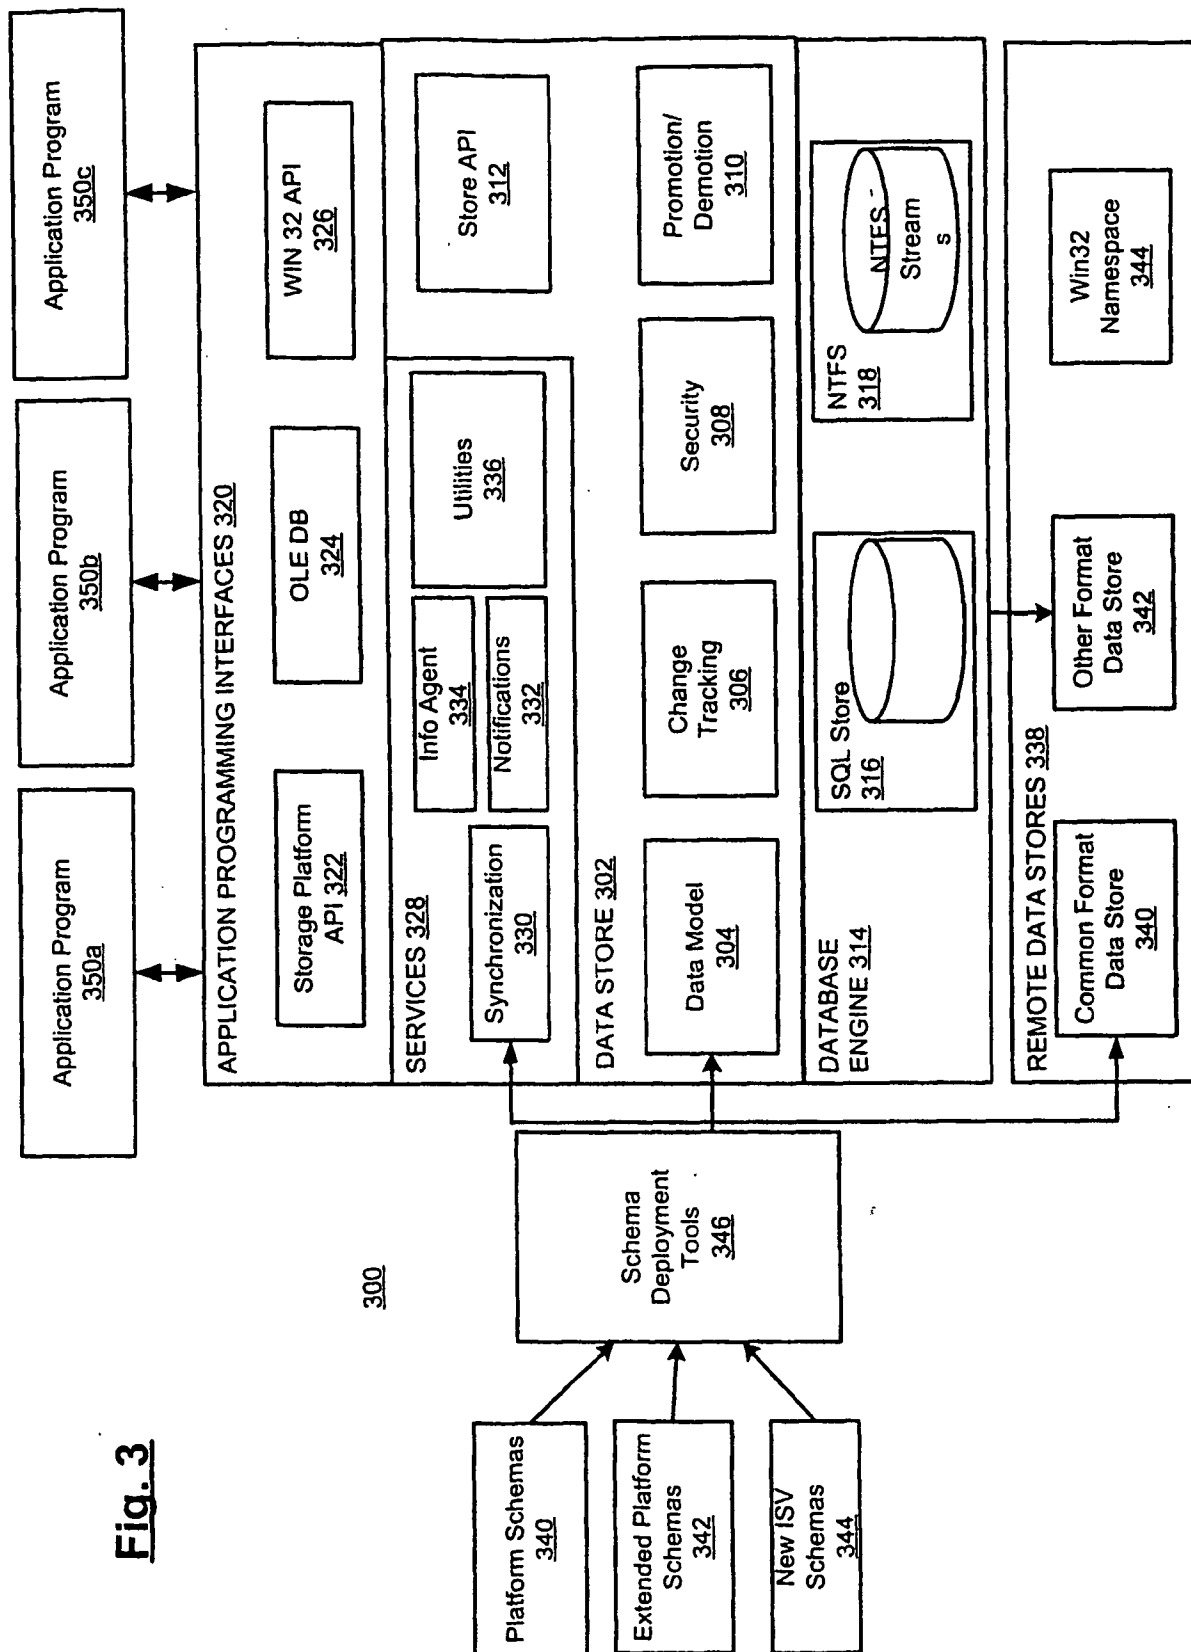 Application Program
350a
Application Program
350b
Application Program
350c
APPLICATION PROGRAMMING INTERFACES 320
Storage Platform
API 322
OLE DB
324
WIN 32 API
326
SERVICES 328
Synchronization
330
Info Agent
334
Notifications
332
Utilities
336
Store API
312
DATA STORE 302
Data Model
304
Change
Tracking
306
Security
308
Promotion/
Demotion
310
DATABASE
ENGINE 314
SQL Store
316
NTFS
318
NTFS -
Stream
s
REMOTE DATA STORES 338
Common Format
Data Store
340
Other Format
Data Store
342
Win32
Namespace
344
300
Schema
Deployment
Tools
346
Platform Schemas
340
Extended Platform
Schemas
342
New ISV
Schemas
344
Fig. 3